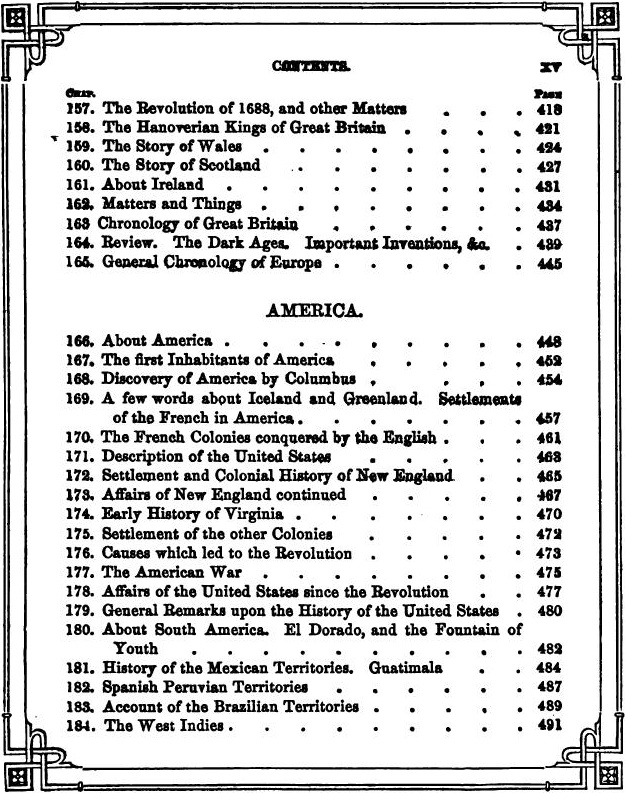 CONTENTS. XV
CHAP. PAGE
157. The Revolution of 1688, and other Matters . . . 418
158. The Hanoverian Kings of Great Britain . . . . 421
159. The Story of Wales . . . . . . . . 424
160. The Story of Scotland . . . . . . . 427
161. About Ireland . . . . . . . . . 431
162. Matters and Things . . . . . . . . 434
163 Chronology of Great Britain . . . . . . 437
164. Review. The Dark Ages. Important Inventions, &c. . 439
165. General Chronology of Europe . . . . . . 445
AMERICA.
166. About America . . . . . . . . . 448
167. The first Inhabitants of America . . . . . 452
168. Discovery of America by Columbus . . . . . 454
169. A few words about Iceland and Greenland. Settlements
of the French in America . . . . . . . 457
170. The French Colonies conquered by the English . . . 461
171. Description of the United States . . . . . 463
172. Settlement and Colonial History of New England . . 465
173. Affairs of New England continued . . . . . 467
174. Early History of Virginia . . . . . . . 470
175. Settlement of the other Colonies . . . . . 472
176. Causes which led to the Revolution . . . . . 473
177. The American War . . . . . . . . 475
178. Affairs of the United States since the Revolution . . 477
179. General Remarks upon the History of the United States . 480
180. About South America. El Dorado, and the Fountain of
Youth . . . . . . . . . . 482
181. History of the Mexican Territories. Guatimala . . 484
182. Spanish Peruvian Territories . . . . . . 487
183. Account of the Brazilian Territories . . . . . 489
184. The West Indies . . . . . . . . . 491